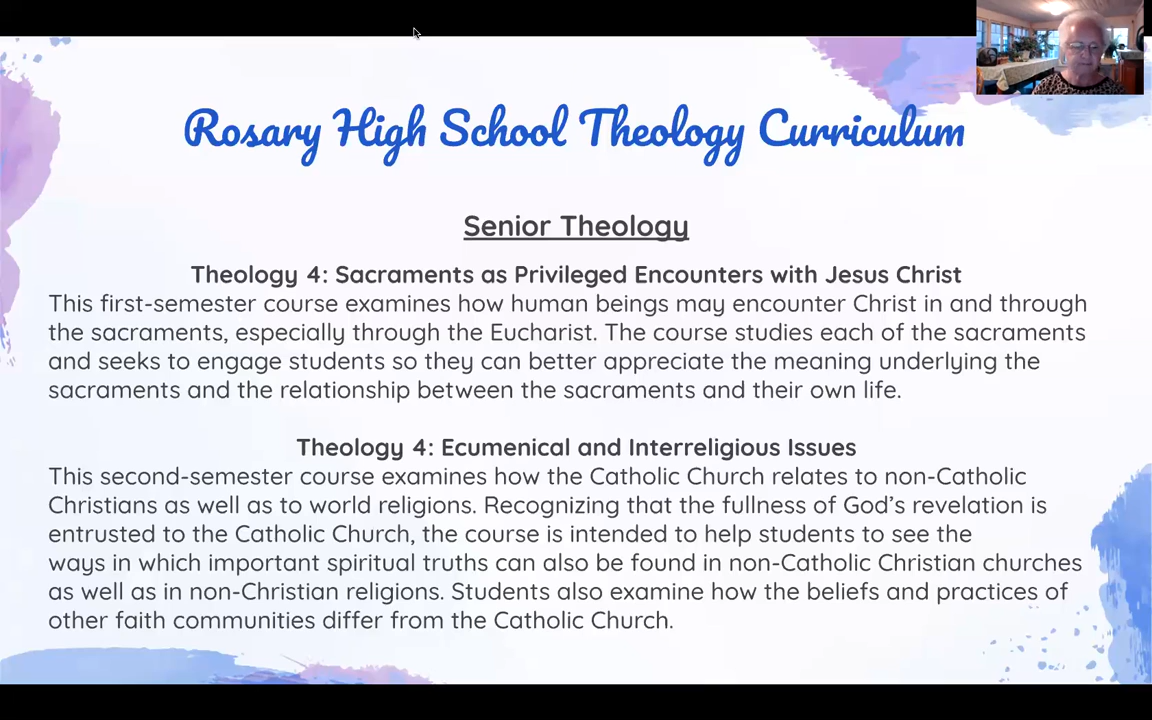 Rosary High School Theology Curriculum
Senior Theology
Theology 4: Sacraments as Privileged Encounters with Jesus Christ
This first-semester course examines how human beings may encounter Christ in and through
the sacraments, especially through the Eucharist. The course studies each of the sacraments
and seeks to engage students so they can better appreciate the meaning underlying the
sacraments and the relationship between the sacraments and their own life.
Theology 4: Ecumenical and Interreligious Issues
This second-semester course examines how the Catholic Church relates to non-Catholic
Christians as well as to world religions. Recognizing that the fullness of God’s revelation is
entrusted to the Catholic Church, the course is intended to help students to see the
ways in which important spiritual truths can also be found in non-Catholic Christian churches
as well as in non-Christian religions. Students also examine how the beliefs and practices of
other faith communities differ from the Catholic Church.